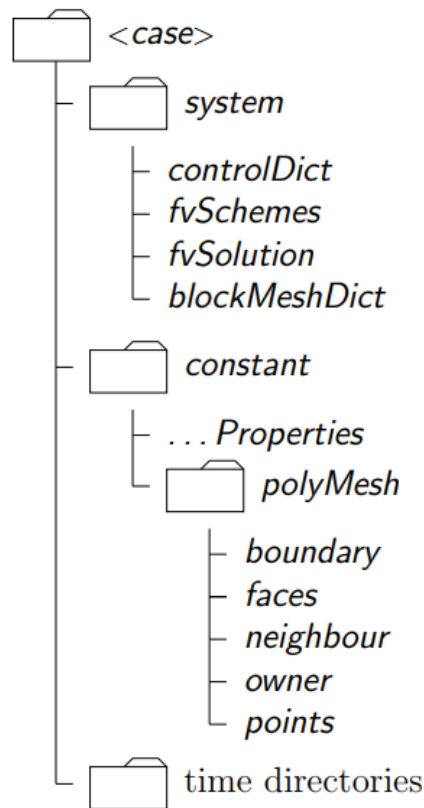 <case>
system
controlDict
fvSchemes
fvSolution
blockMeshDict
constant
...Properties
polyMesh
boundary
faces
neighbour
owner
points
time directories